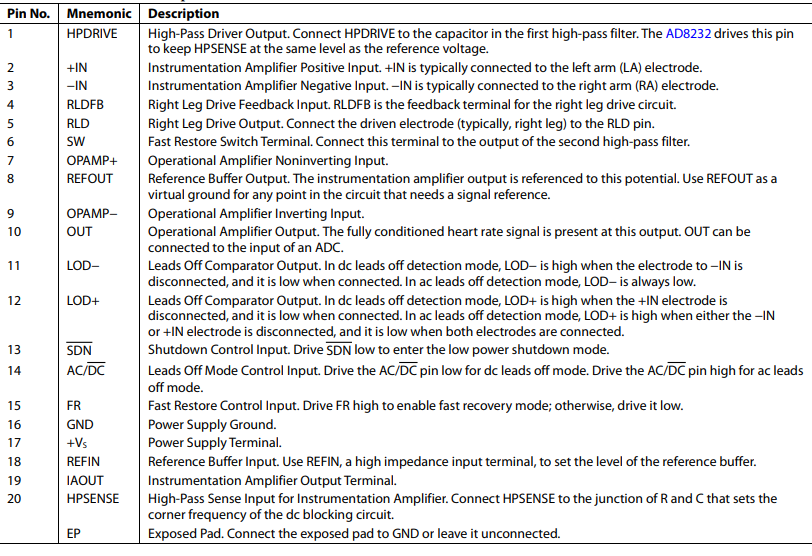 Pin No. Mnemonic Description
1 HPDRIVE High-Pass Driver Output. Connect HPDRIVE to the capacitor in the first high-pass filter. The AD8232 drives this pin
to keep HPSENSE at the same level as the reference voltage.
2 +IN Instrumentation Amplifier Positive Input. +IN is typically connected to the left arm (LA) electrode.
3 −IN Instrumentation Amplifier Negative Input. −IN is typically connected to the right arm (RA) electrode.
4 RLDFB Right Leg Drive Feedback Input. RLDFB is the feedback terminal for the right leg drive circuit.
5 RLD Right Leg Drive Output. Connect the driven electrode (typically, right leg) to the RLD pin.
6 SW Fast Restore Switch Terminal. Connect this terminal to the output of the second high-pass filter.
7 OPAMP+ Operational Amplifier Noninverting Input.
8 REFOUT Reference Buffer Output. The instrumentation amplifier output is referenced to this potential. Use REFOUT as a
virtual ground for any point in the circuit that needs a signal reference.
9 OPAMP− Operational Amplifier Inverting Input.
10 OUT Operational Amplifier Output. The fully conditioned heart rate signal is present at this output. OUT can be
connected to the input of an ADC.
11 LOD− Leads Off Comparator Output. In dc leads off detection mode, LOD− is high when the electrode to −IN is
disconnected, and it is low when connected. In ac leads off detection mode, LOD− is always low.
12 LOD+ Leads Off Comparator Output. In dc leads off detection mode, LOD+ is high when the +IN electrode is
disconnected, and it is low when connected. In ac leads off detection mode, LOD+ is high when either the −IN
or +IN electrode is disconnected, and it is low when both electrodes are connected.
13 S̅D̅N̅ Shutdown Control Input. Drive S̅D̅N̅ low to enter the low power shutdown mode.
14 AC/D̅C̅ Leads Off Mode Control Input. Drive the AC/D̅C̅ pin low for dc leads off mode. Drive the AC/D̅C̅ pin high for ac leads
off mode.
15 FR Fast Restore Control Input. Drive FR high to enable fast recovery mode; otherwise, drive it low.
16 GND Power Supply Ground.
17 +VS Power Supply Terminal.
18 REFIN Reference Buffer Input. Use REFIN, a high impedance input terminal, to set the level of the reference buffer.
19 IAOUT Instrumentation Amplifier Output Terminal.
20 HPSENSE High-Pass Sense Input for Instrumentation Amplifier. Connect HPSENSE to the junction of R and C that sets the
corner frequency of the dc blocking circuit.
EP Exposed Pad. Connect the exposed pad to GND or leave it unconnected.